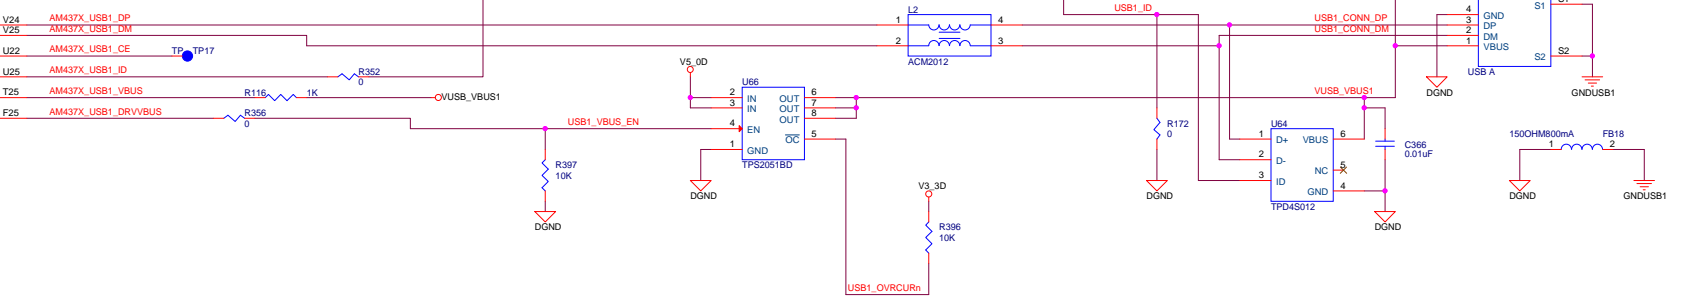 V24 AM437X_USB1_DP
V25 AM437X_USB1_DM
U22 AM437X_USB1_CE TP TP17
U25 AM437X_USB1_ID R352
0
T25 AM437X_USB1_VBUS R116 1K VUSB_VBUS1
F25 AM437X_USB1_DRVVBUS R356
0
USB1_VBUS_EN
R397
10K
DGND
V5_0D
U66
2 IN OUT 6
3 IN OUT 7
OUT 8
4 EN
OC 5
1 GND
TPS2051BD
DGND
L2
1 4
2 3
ACM2012
V3_3D
R396
10K
USB1_OVRCURn
USB1_ID
R172
0
DGND
USB1_CONN_DP
USB1_CONN_DM
VUSB_VBUS1
U64
1 D+ VBUS 6
2 D-
NC 5
3 ID
GND 4
TPD4S012
C366
0.01uF
DGND
4 GND S1
3 DP
2 DM
1 VBUS
S2 S2
USB A
DGND
GNDUSB1
150OHM800mA FB18
1 2
DGND
GNDUSB1